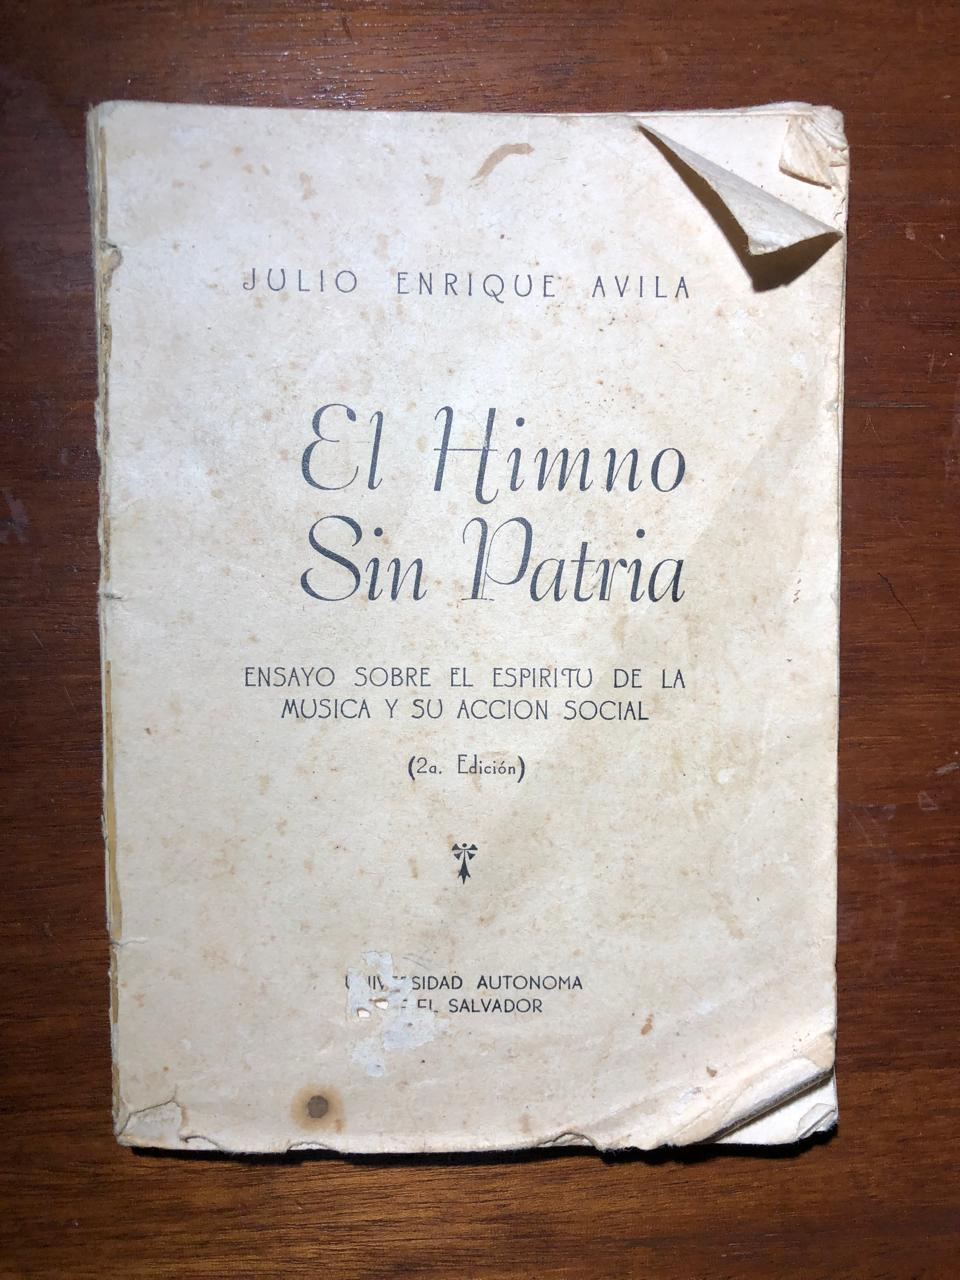 JULIO ENRIQUE AVILA
El Himno
Sin Patria
ENSAYO SOBRE EL ESPIRITU DE LA
MUSICA Y SU ACCION SOCIAL
(2a. Edición)
AUTONOMA
EL SALVADOR